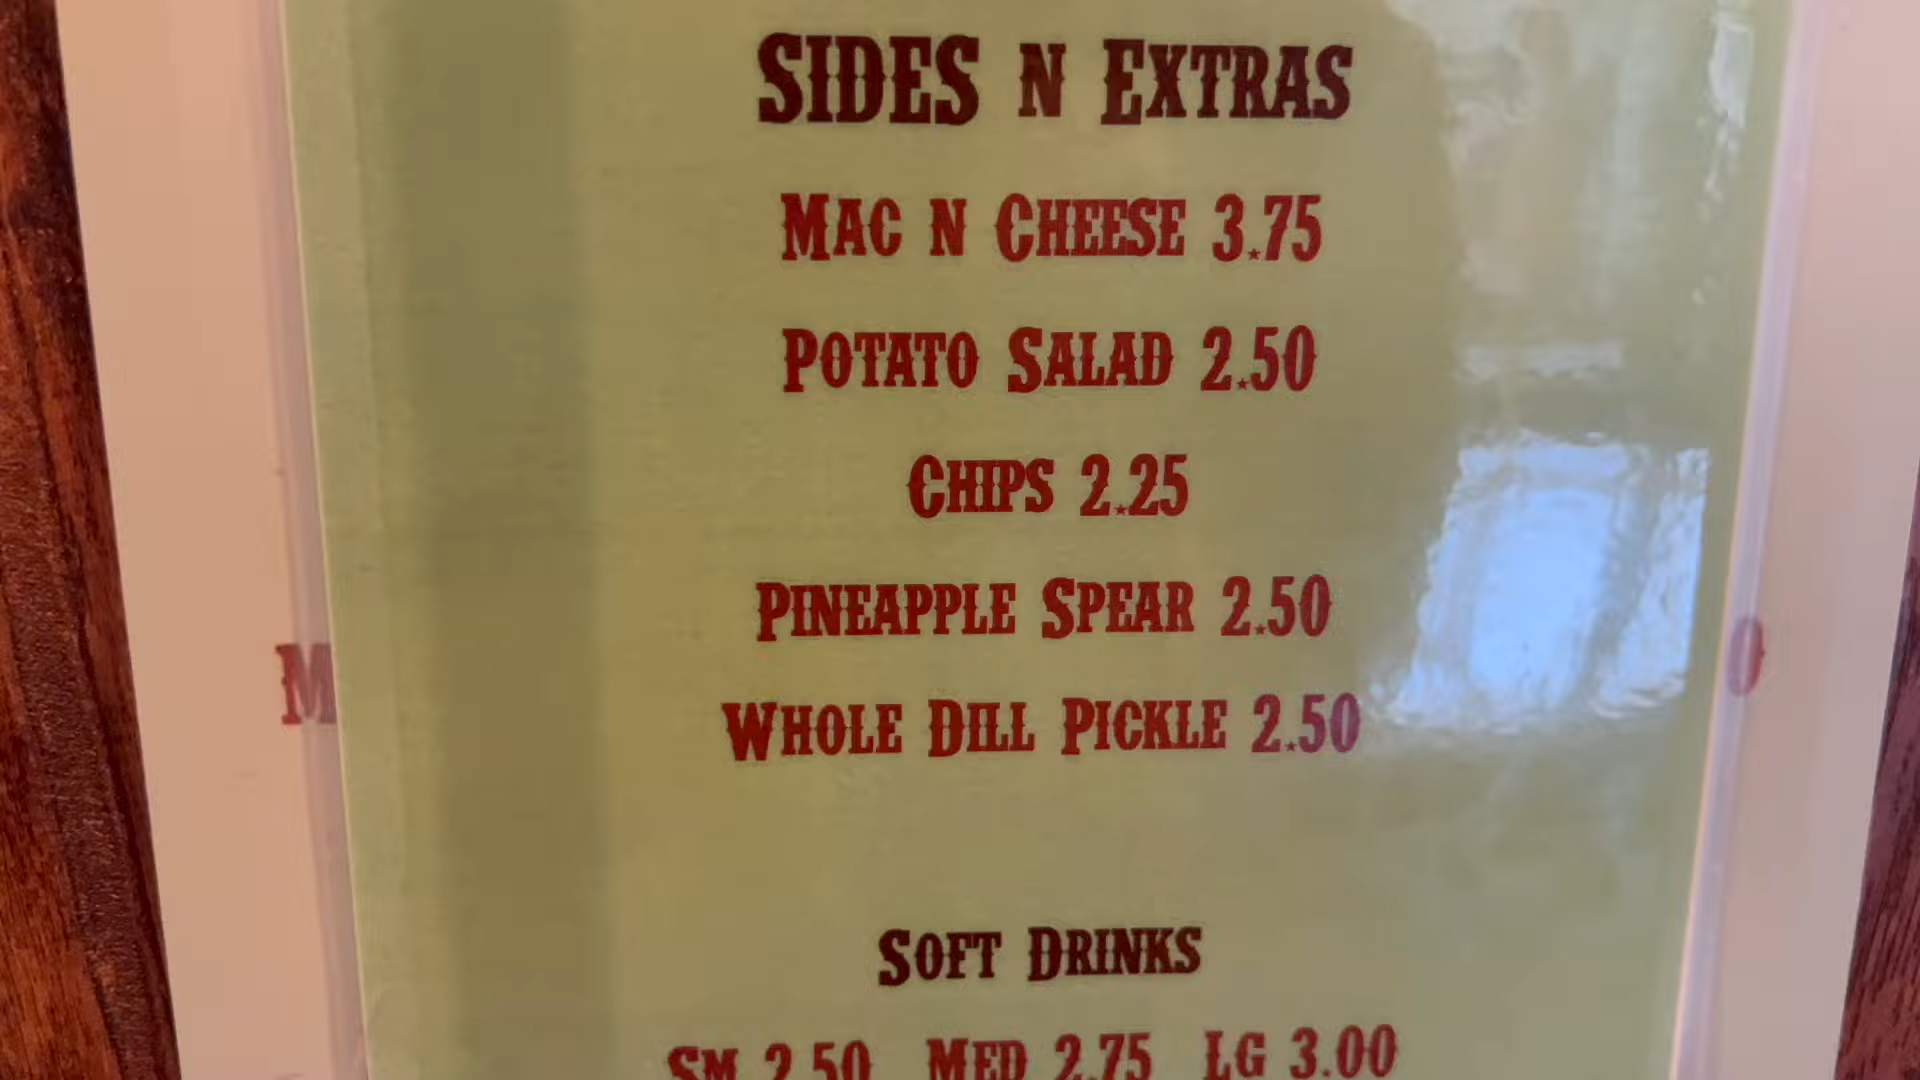 SIDES N EXTRAS
MAC N CHEESE 3.75
POTATO SALAD 2.50
CHIPS 2.25
PINEAPPLE SPEAR 2.50
WHOLE DILL PICKLE 2.50
M
0
SOFT DRINKS
SM 2.50 MED 2.75 LG 3.00